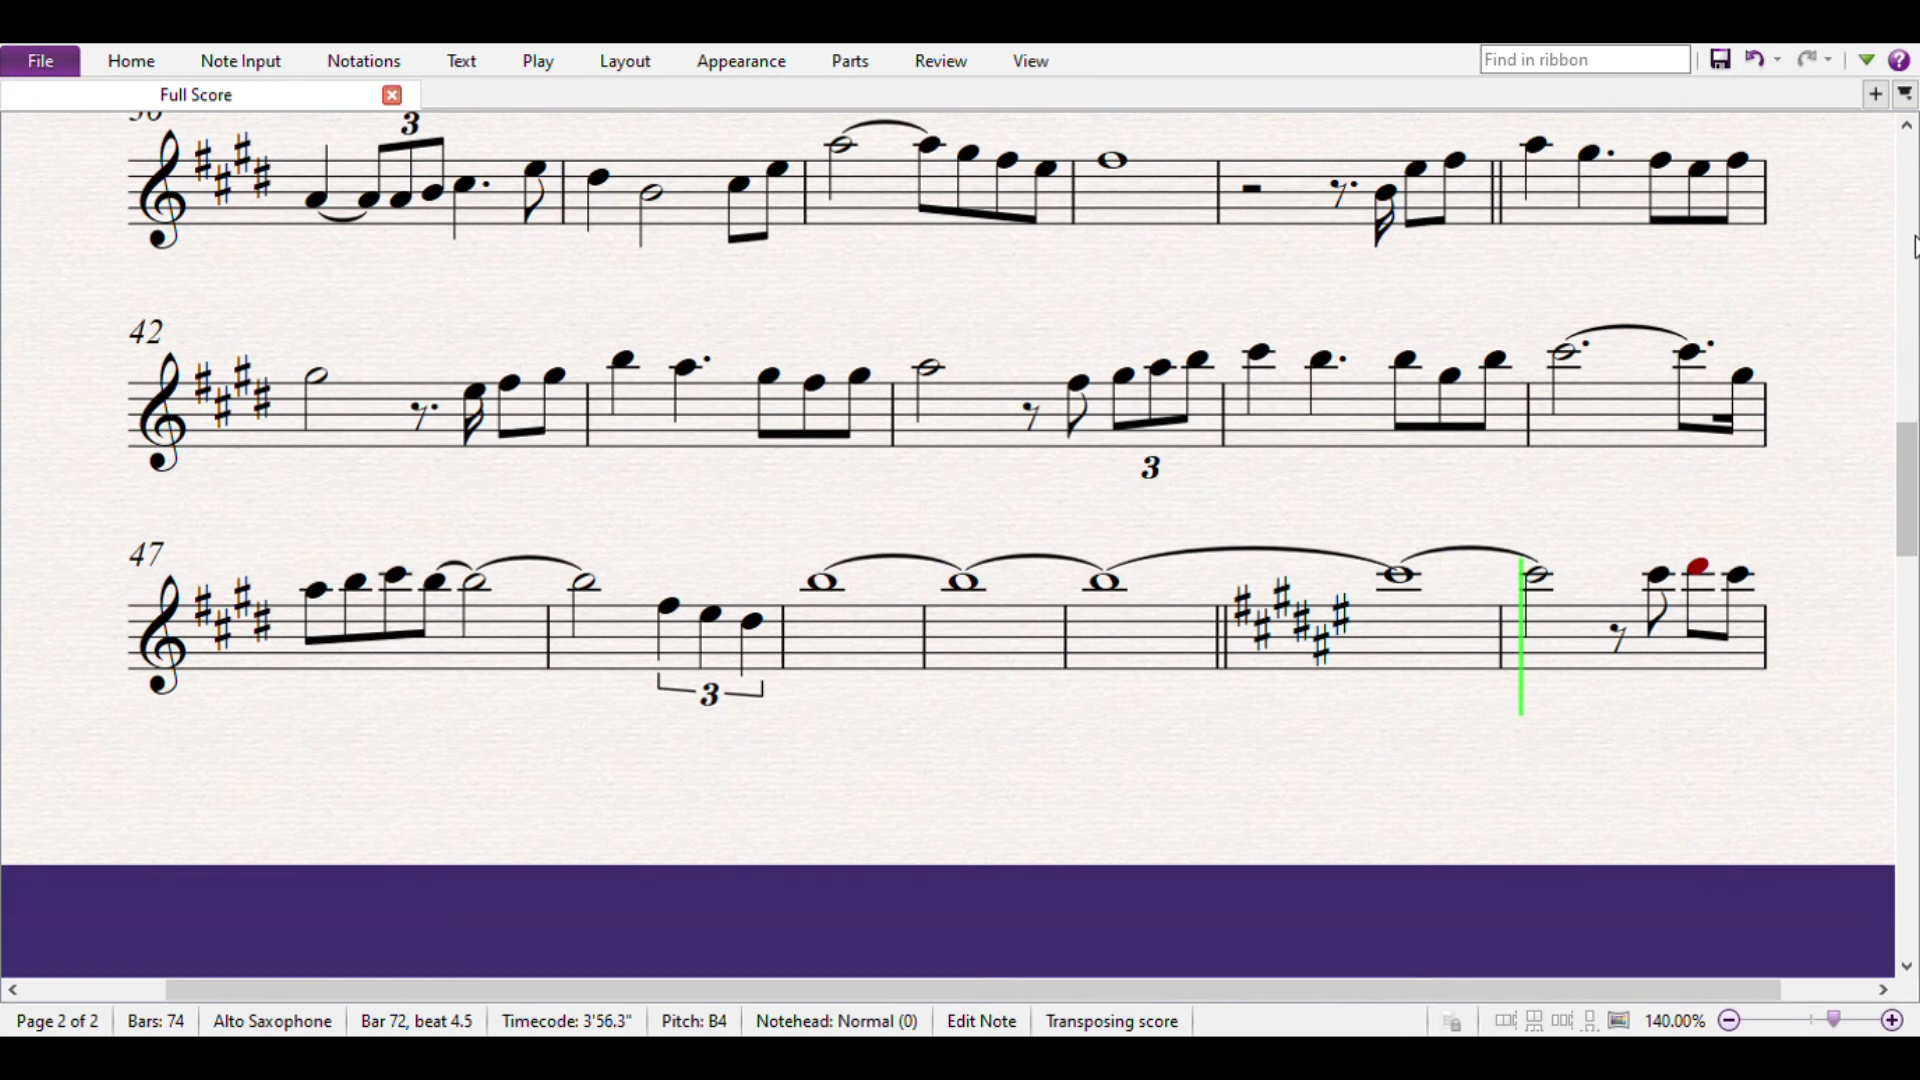 File Home Note Input Notations Text Play Layout Appearance Parts Review View Find in ribbon
Full Score
3
42
3
47
3
Page 2 of 2 Bars: 74 Alto Saxophone Bar 72, beat 4.5 Timecode: 3'56.3" Pitch: B4 Notehead: Normal (0) Edit Note Transposing score 140.00%